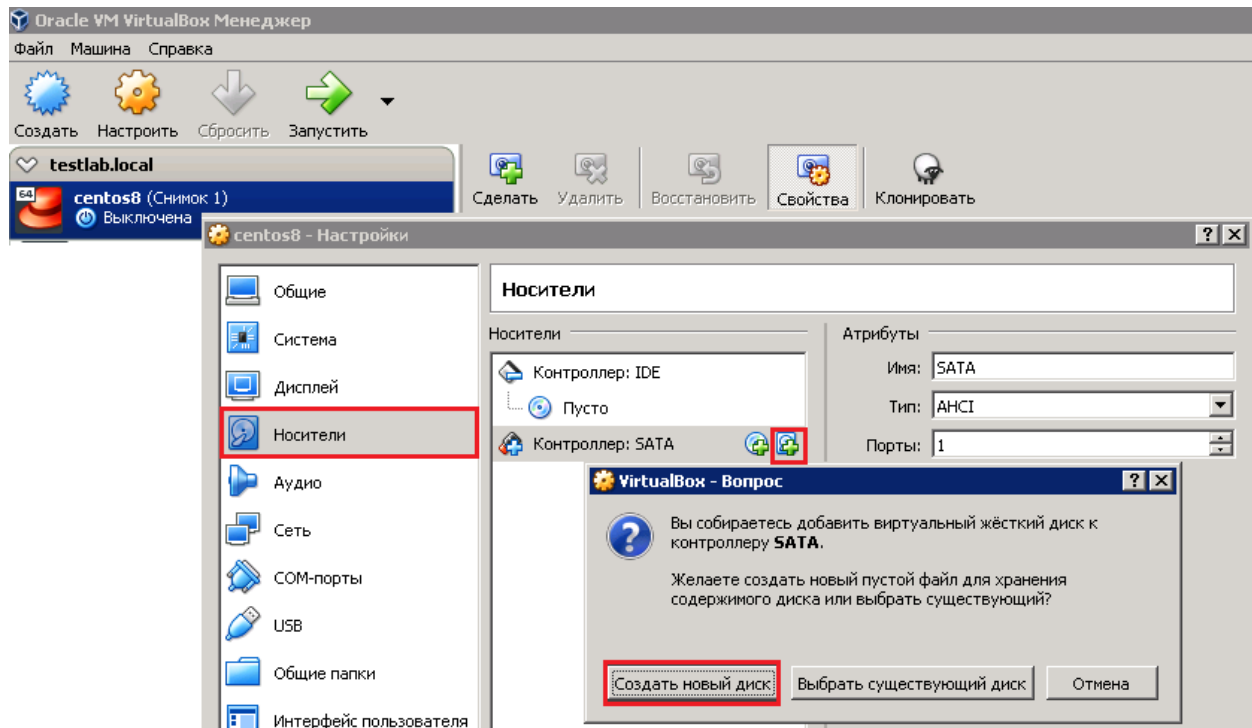 Oracle VM VirtualBox Менеджер
Файл Машина Справка
Создать Настроить Сбросить Запустить
testlab.local
64
centos8 (Снимок 1)
Выключена
Сделать Удалить Восстановить Свойства Клонировать
centos8 - Настройки
Общие
Система
Дисплей
Носители
Аудио
Сеть
COM-порты
USB
Общие папки
Интерфейс пользователя
Носители
Носители
Контроллер: IDE
Пусто
Контроллер: SATA
Атрибуты
Имя: SATA
Тип: AHCI
Порты: 1
VirtualBox - Вопрос
Вы собираетесь добавить виртуальный жёсткий диск к
контроллеру SATA.
Желаете создать новый пустой файл для хранения
содержимого диска или выбрать существующий?
Создать новый диск Выбрать существующий диск Отмена